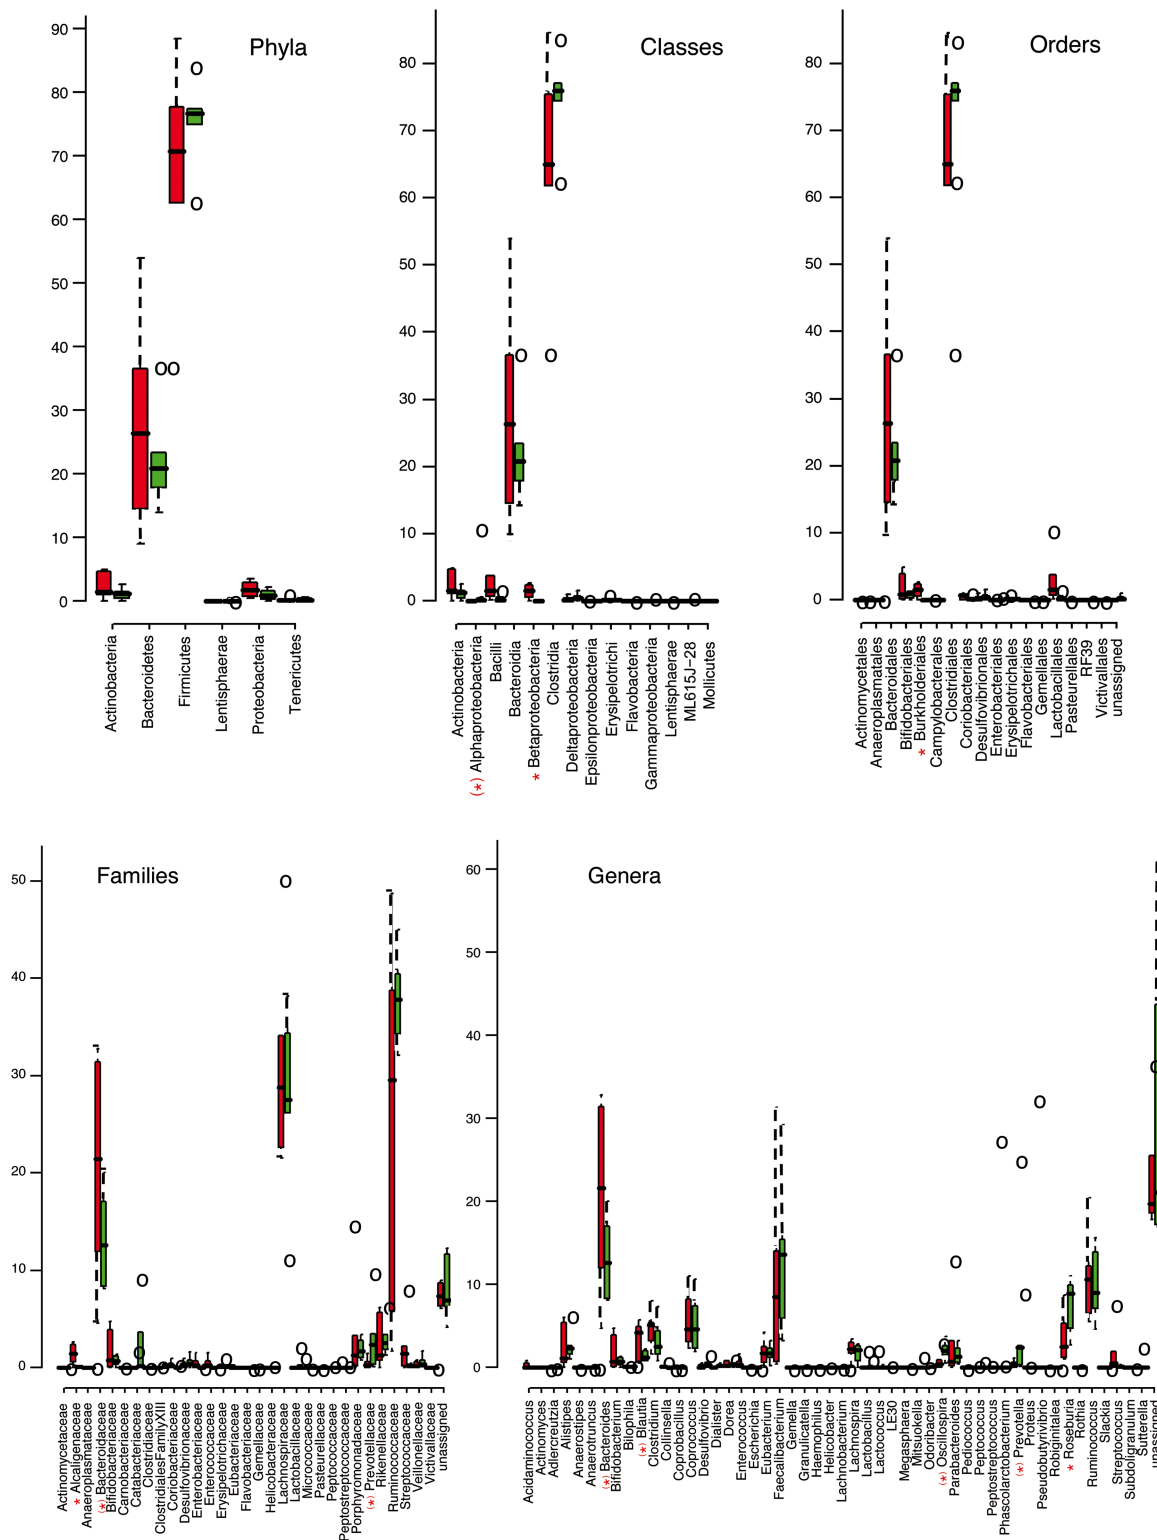 Phyla
90
80
70
60
50
40
30
20
10
0
Actinobacteria
Bacteroidetes
Firmicutes
Lentisphaerae
Proteobacteria
Tenericutes
Classes
80
70
60
50
40
30
20
10
0
Actinobacteria
(*) Alphaproteobacteria
Bacilli
Bacteroidia
* Betaproteobacteria
Clostridia
Deltaproteobacteria
Epsilonproteobacteria
Erysipelotrichi
Flavobacteria
Gammaproteobacteria
Lentisphaerae
ML615J-28
Mollicutes
Orders
80
70
60
50
40
30
20
10
0
Actinomycetales
Anaeroplasmatales
Bacteroidales
Bifidobacteriales
* Burkholderiales
Campylobacterales
Clostridiales
Coriobacteriales
Desulfovibrionales
Enterobacteriales
Erysipelotrichales
Flavobacteriales
Gemellales
Lactobacillales
Pasteurellales
RF39
Victivallales
unassigned
Families
50
40
30
20
10
0
Actinomycetaceae
* Alcaligenaceae
Anaeroplasmataceae
(*) Bacteroidaceae
Bifidobacteriaceae
Carnobacteriaceae
Catabacteriaceae
Clostridiaceae
ClostridialesFamilyXIII
Coriobacteriaceae
Desulfovibrionaceae
Enterobacteriaceae
Enterococcaceae
Erysipelotrichaceae
Eubacteriaceae
Flavobacteriaceae
Gemellaceae
Helicobacteraceae
Lachnospiraceae
Lactobacillaceae
Micrococcaceae
Pasteurellaceae
Peptococcaceae
Peptostreptococcaceae
Porphyromonadaceae
(*) Prevotellaceae
Rikenellaceae
Ruminococcaceae
Streptococcaceae
Veillonellaceae
Victivallaceae
unassigned
Genera
60
50
40
30
20
10
0
Acidaminococcus
Actinomyces
Adlercreutzia
Alistipes
Anaerostipes
Anaerotruncus
(*) Bacteroides
Bifidobacterium
Bilophila
(*) Blautia
Clostridium
Collinsella
Coprobacillus
Coprococcus
Desulfovibrio
Dialister
Dorea
Enterococcus
Escherichia
Eubacterium
Faecalibacterium
Gemella
Granulicatella
Haemophilus
Helicobacter
Lachnobacterium
Lachnospira
Lactobacillus
Lactococcus
LE30
Megasphaera
Mitsuokella
Odoribacter
(*) Oscillospira
Parabacteroides
Pediococcus
Peptococcus
Peptostreptococcus
Phascolarctobacterium
(*) Prevotella
Proteus
Pseudobutyrivibrio
Robiginitalea
* Roseburia
Rothia
Ruminococcus
Slackia
Streptococcus
Subdoligranulum
Sutterella
unassigned